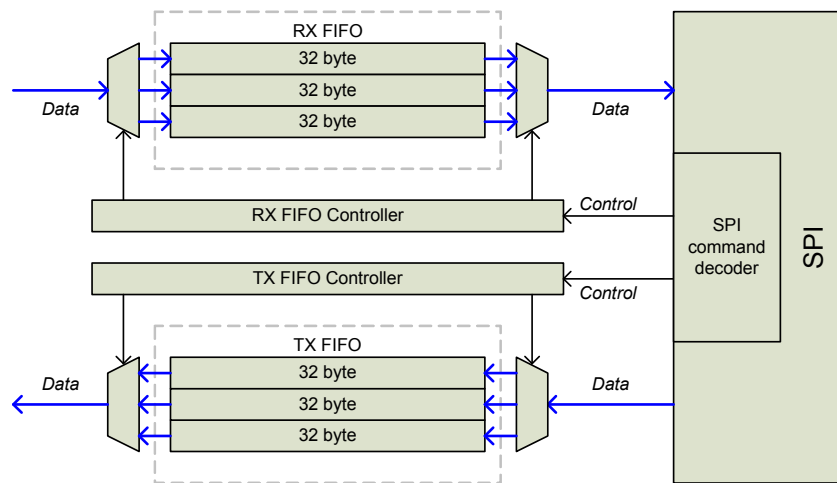 RX FIFO
32 byte
32 byte
32 byte
Data
Data
RX FIFO Controller
Control
SPI
command
decoder
SPI
TX FIFO Controller
Control
TX FIFO
32 byte
32 byte
32 byte
Data
Data